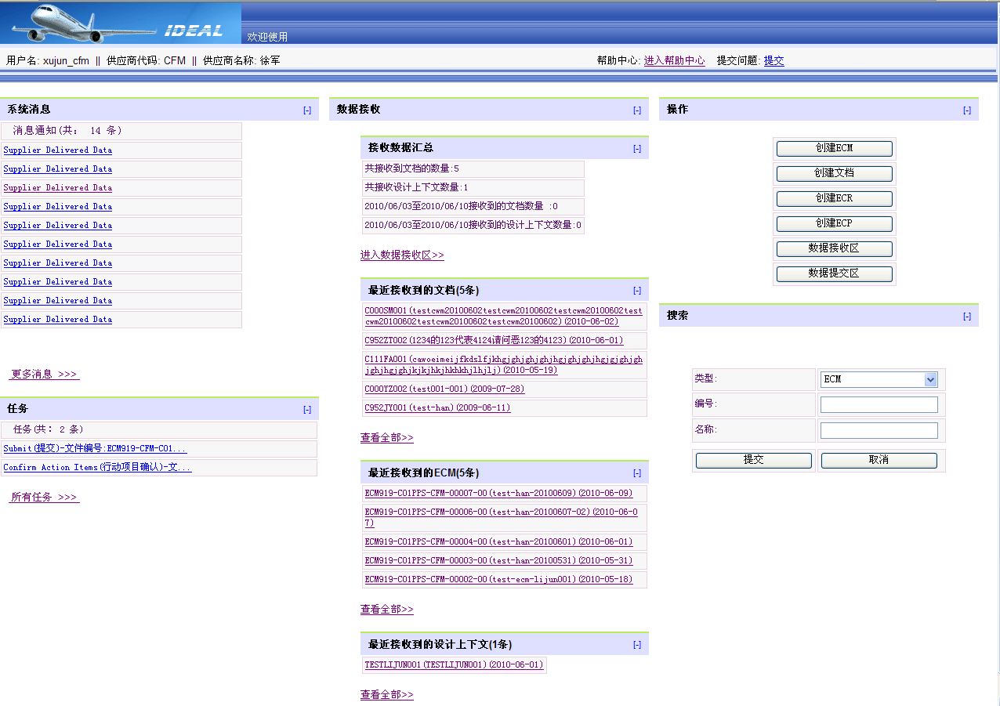 IDEAL
欢迎使用
用户名: xujun_cfm || 供应商代码: CFM || 供应商名称: 徐军
帮助中心: 进入帮助中心 提交问题: 提交
系统消息 [-]
消息通知(共: 14 条)
Supplier Delivered Data
Supplier Delivered Data
Supplier Delivered Data
Supplier Delivered Data
Supplier Delivered Data
Supplier Delivered Data
Supplier Delivered Data
Supplier Delivered Data
Supplier Delivered Data
Supplier Delivered Data
更多消息 >>>
任务 [-]
任务(共: 2 条)
Submit(提交)-文件编号:ECM919-CFM-C01...
Confirm Action Items(行动项目确认)-文...
所有任务 >>>
数据接收 [-]
接收数据汇总 [-]
共接收到文档的数量:5
共接收设计上下文数量:1
2010/06/03至2010/06/10接收到的文档数量 :0
2010/06/03至2010/06/10接收到的设计上下文数量:0
进入数据接收区>>
最近接收到的文档(5条) [-]
C000SM001(testcwm20100602testcwm20100602testcwm20100602test
cwm20100602testcwm20100602testcwm20100602)(2010-06-02)
C952ZT002(1234的123代表4124请问恶123的4123)(2010-06-01)
C111FA001(cawoeimeijfkdslfjkhgjghjghjghjhgjghjghjhgjgjghjgh
jghjhgjghjkjkjhkjhkhkhjlhjlj)(2010-05-19)
C000YZ002(test001-001)(2009-07-28)
C952JY001(test-han)(2009-06-11)
查看全部>>
最近接收到的ECM(5条) [-]
ECM919-C01PPS-CFM-00007-00(test-han-20100609)(2010-06-09)
ECM919-C01PPS-CFM-00006-00(test-han-20100607-02)(2010-06-0
7)
ECM919-C01PPS-CFM-00004-00(test-han-20100601)(2010-06-01)
ECM919-C01PPS-CFM-00003-00(test-han-20100531)(2010-05-31)
ECM919-C01PPS-CFM-00002-00(test-ecm-lijun001)(2010-05-18)
查看全部>>
最近接收到的设计上下文(1条) [-]
TESTLIJUN001(TESTLIJUN001)(2010-06-01)
查看全部>>
操作 [-]
创建ECM
创建文档
创建ECR
创建ECP
数据接收区
数据提交区
搜索 [-]
类型: ECM
编号:
名称:
提交 取消